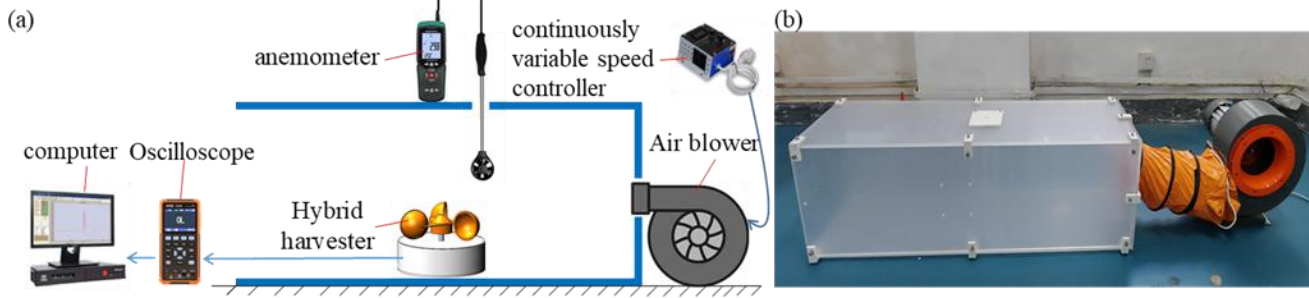 (a)
anemometer
continuously
variable speed
controller
computer
Oscilloscope
Hybrid
harvester
Air blower
(b)